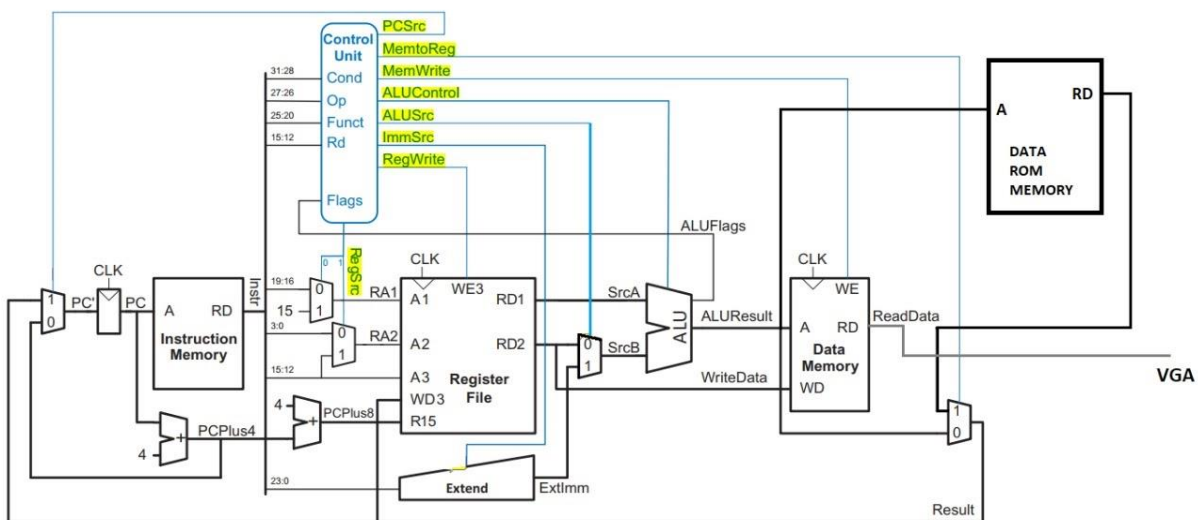 PCSrc
Control
Unit
MemtoReg
31:28
Cond
MemWrite
27:26
Op
ALUControl
25:20
Funct
ALUSrc
15:12
Rd
ImmSrc
RegWrite
Flags
A
RD
DATA
ROM
MEMORY
VGA
ALUFlags
0 1
RegSrc
CLK
CLK
CLK
1
0
PC'
PC
A
RD
Instruction
Memory
Instr
19:16
15
3:0
15:12
0
1
RA1
0
1
RA2
A1
A2
A3
WD3
R15
WE3
RD1
RD2
Register
File
0
1
SrcA
SrcB
ALU
ALUResult
WriteData
A
RD
WE
Data
Memory
WD
ReadData
1
0
4
+
PCPlus4
4
+
PCPlus8
23:0
Extend
ExtImm
Result